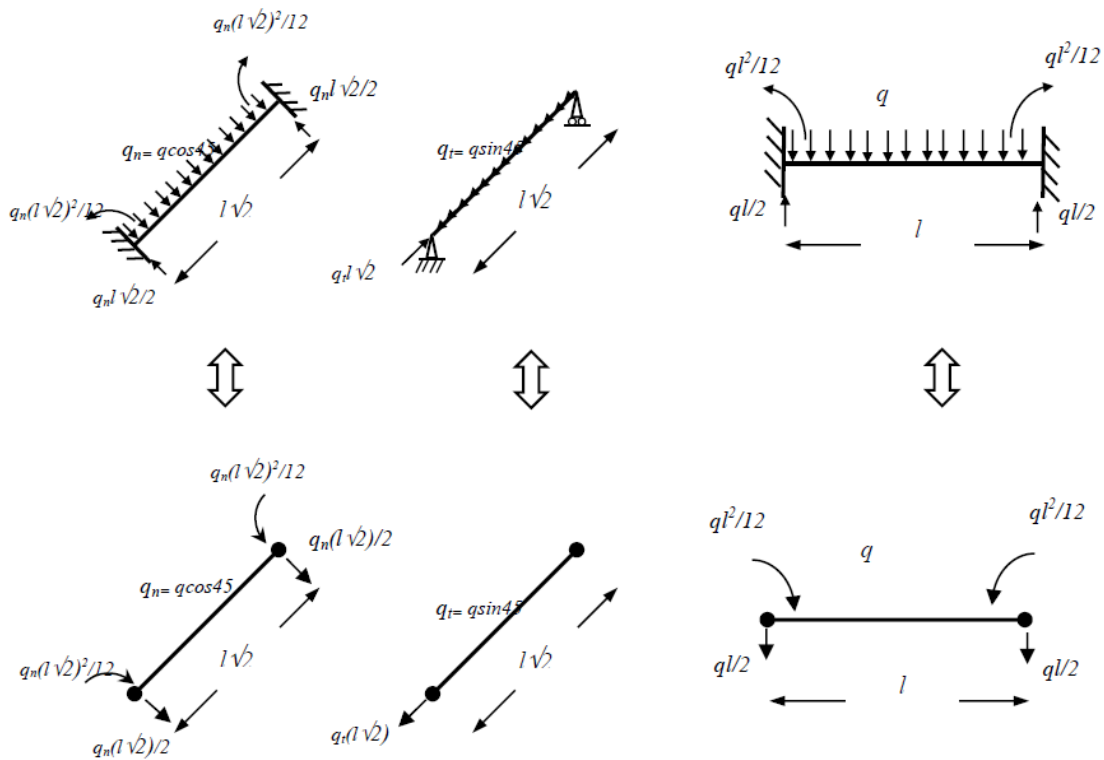 qn(l√2)²/12
qnl√2/2
qn= qcos45
qn(l√2)²/12
l√2
qnl√2/2
qt= qsin45
l√2
qtl√2
ql²/12
q
ql²/12
ql/2
ql/2
l
qn(l√2)²/12
qn(l√2)/2
qn= qcos45
l√2
qn(l√2)²/12
qn(l√2)/2
qt= qsin45
l√2
qt(l√2)
ql²/12
q
ql²/12
ql/2
ql/2
l